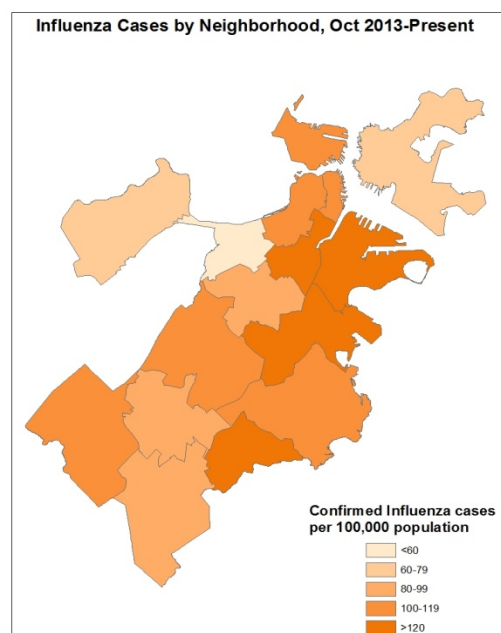 Influenza Cases by Neighborhood, Oct 2013-Present
Confirmed Influenza cases
per 100,000 population
<60
60-79
80-99
100-119
>120